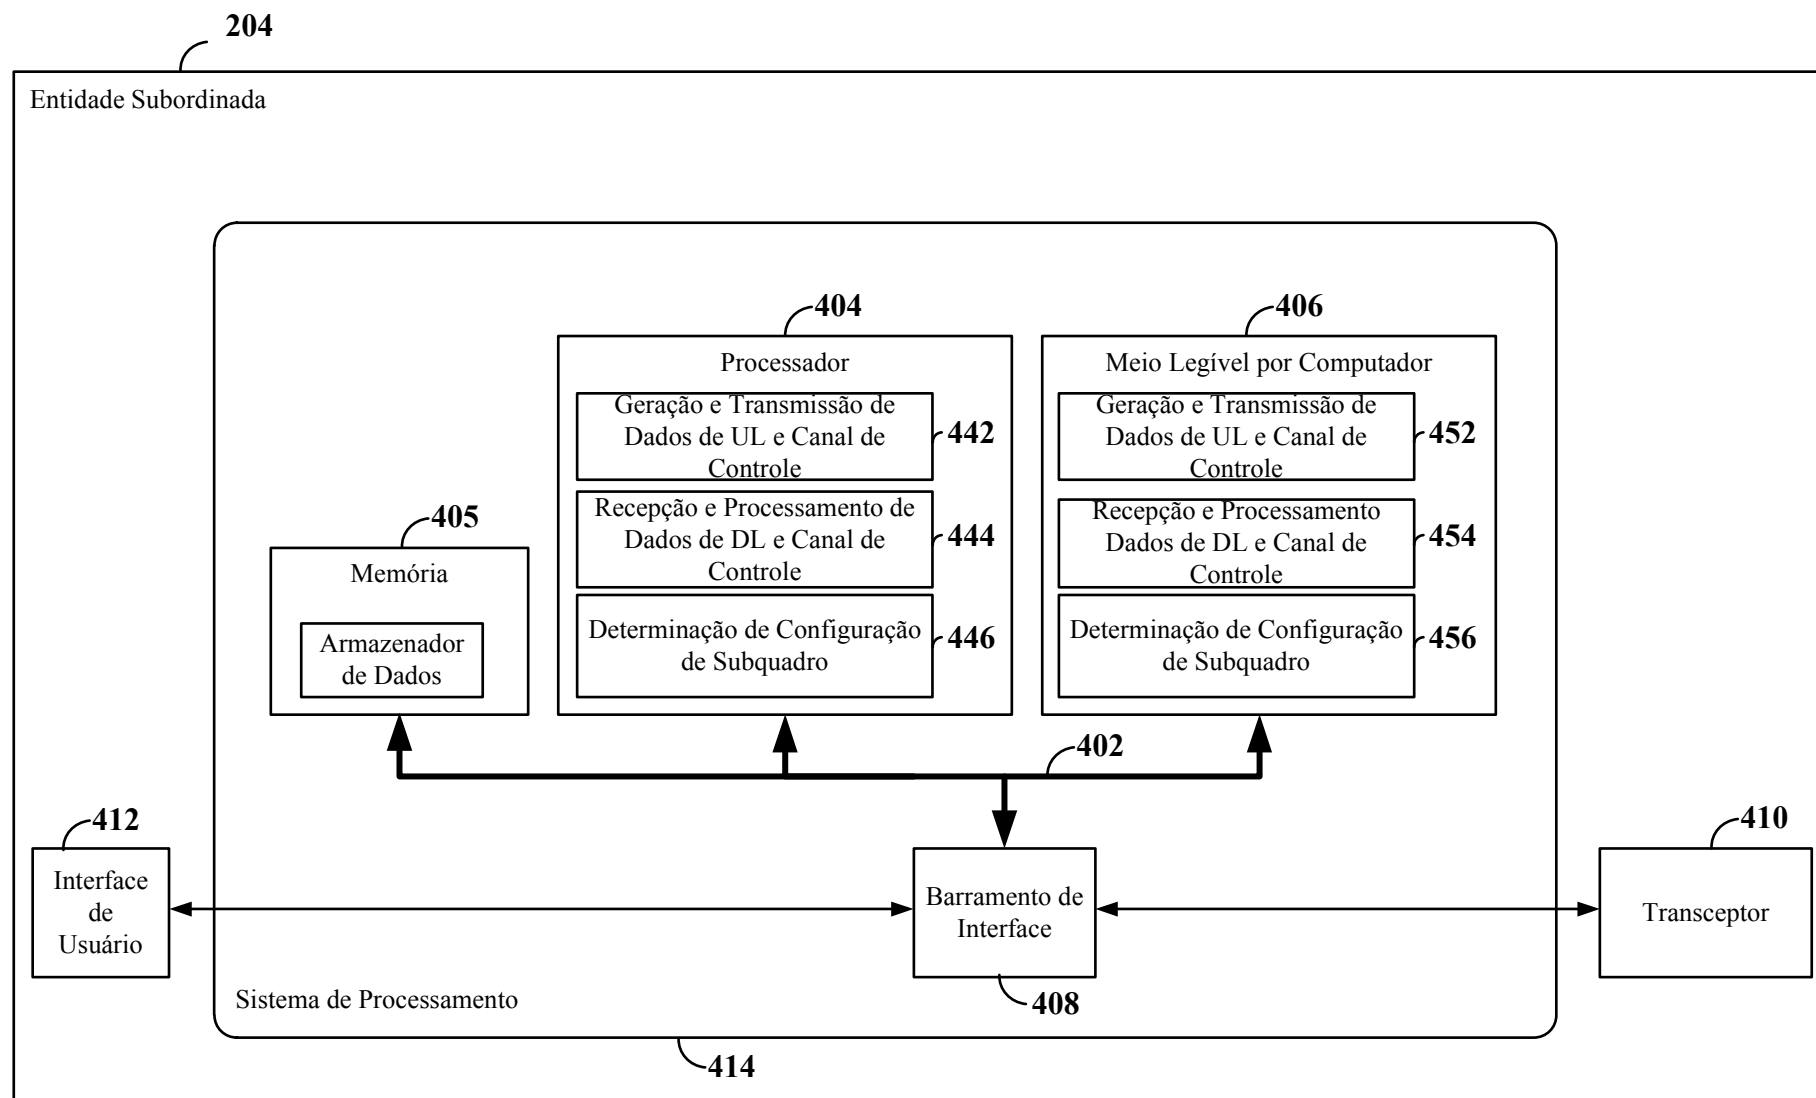 204
Entidade Subordinada
404
406
Processador
Geração e Transmissão de
Dados de UL e Canal de
Controle
442
Recepção e Processamento de
Dados de DL e Canal de
Controle
444
Determinação de Configuração
de Subquadro
446
Meio Legível por Computador
Geração e Transmissão de
Dados de UL e Canal de
Controle
452
Recepção e Processamento
Dados de DL e Canal de
Controle
454
Determinação de Configuração
de Subquadro
456
405
Memória
Armazenador
de Dados
402
412
Interface
de
Usuário
Barramento de
Interface
408
410
Transceptor
Sistema de Processamento
414